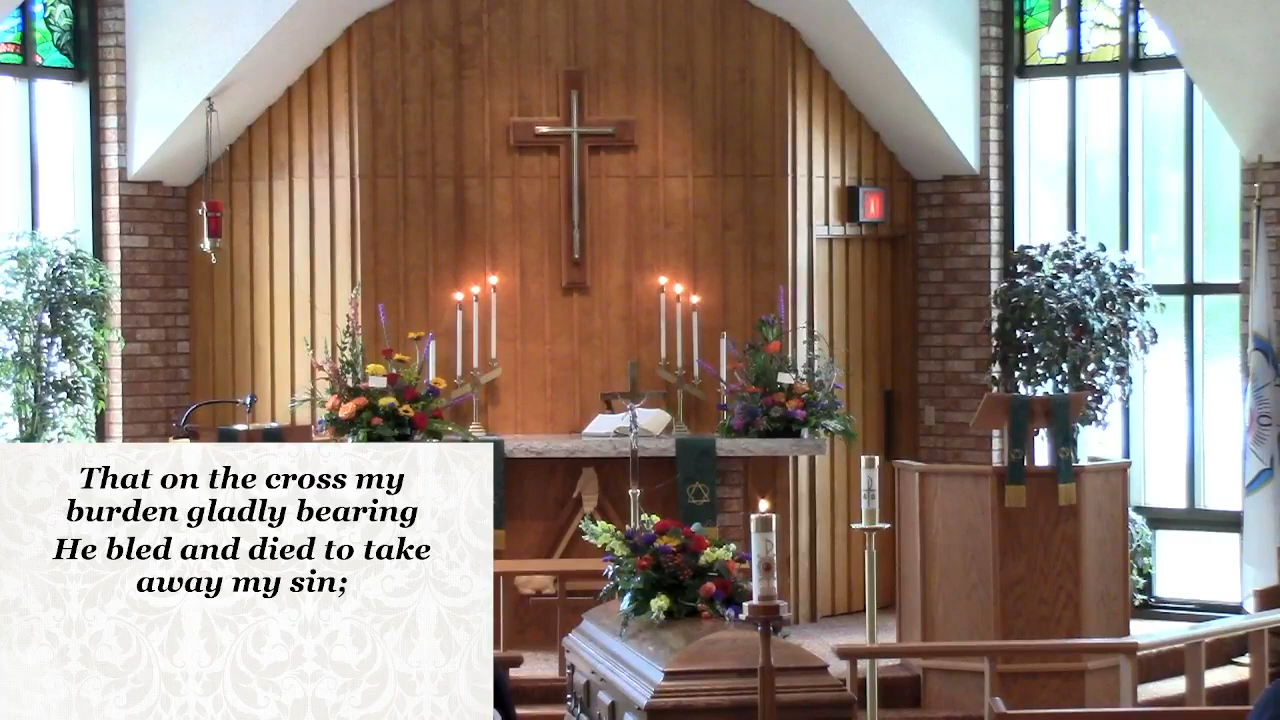 That on the cross my
burden gladly bearing
He bled and died to take
away my sin;